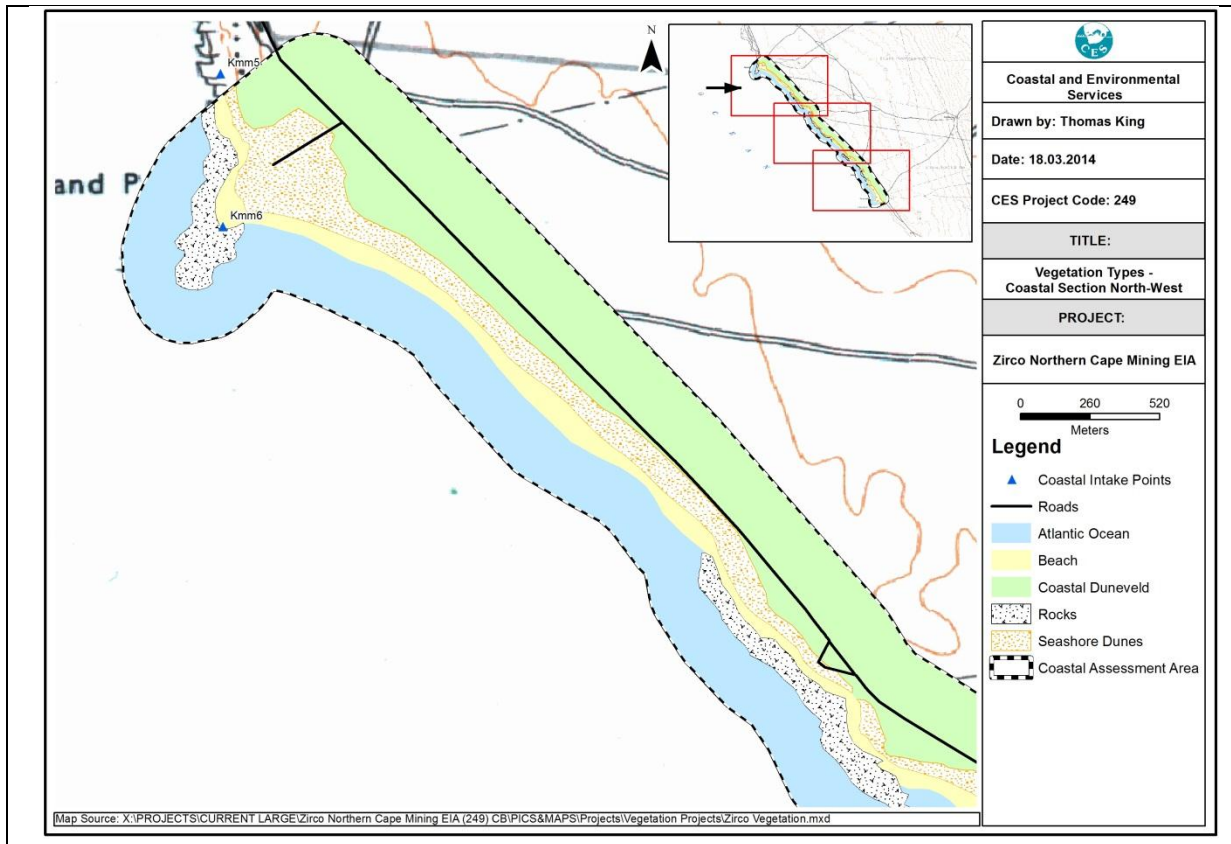 Kmm5
and P
Kmm6
N
CES
Coastal and Environmental
Services
Drawn by: Thomas King
Date: 18.03.2014
CES Project Code: 249
TITLE:
Vegetation Types -
Coastal Section North-West
PROJECT:
Zirco Northern Cape Mining EIA
0 260 520
Meters
Legend
Coastal Intake Points
Roads
Atlantic Ocean
Beach
Coastal Duneveld
Rocks
Seashore Dunes
Coastal Assessment Area
Map Source: X:\PROJECTS\CURRENT LARGE\Zirco Northern Cape Mining EIA (249) CB\PICS&MAPS\Projects\Vegetation Projects\Zirco Vegetation.mxd